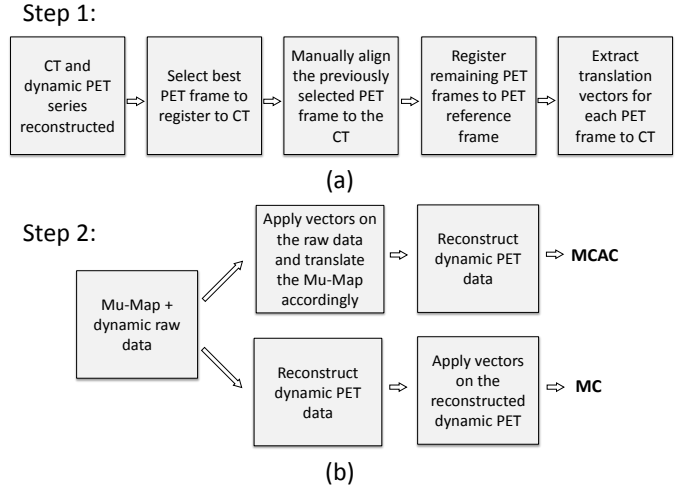 Step 1:
CT and
dynamic PET
series
reconstructed
Select best
PET frame to
register to CT
Manually align
the previously
selected PET
frame to the
CT
Register
remaining PET
frames to PET
reference
frame
Extract
translation
vectors for
each PET
frame to CT
(a)
Step 2:
Mu-Map +
dynamic raw
data
Apply vectors on
the raw data
and translate
the Mu-Map
accordingly
Reconstruct
dynamic PET
data
MCAC
Reconstruct
dynamic PET
data
Apply vectors
on the
reconstructed
dynamic PET
MC
(b)